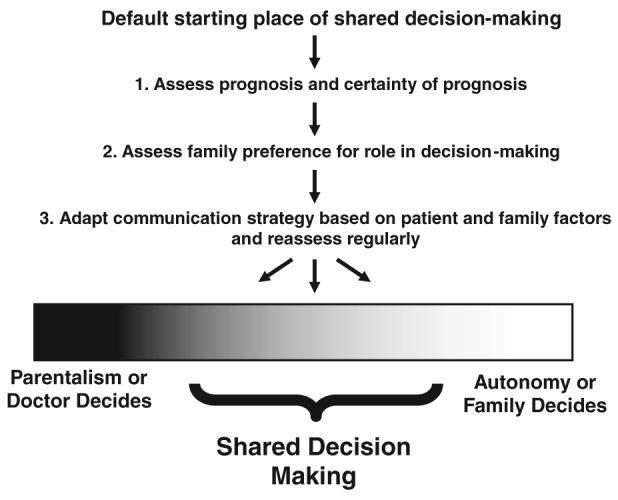 Default starting place of shared decision-making
1. Assess prognosis and certainty of prognosis
2. Assess family preference for role in decision-making
3. Adapt communication strategy based on patient and family factors
and reassess regularly
Parentalism or
Doctor Decides
Autonomy or
Family Decides
Shared Decision
Making